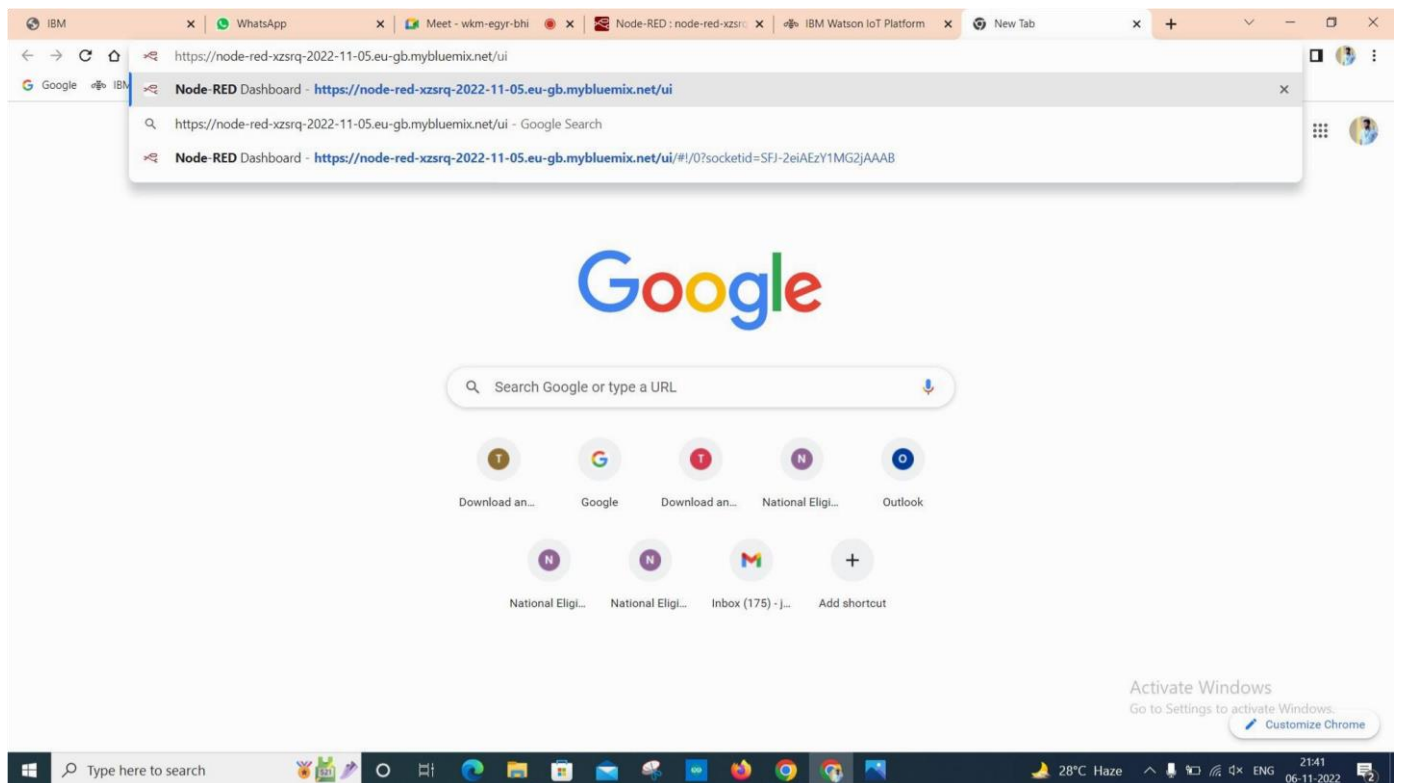 IBM
WhatsApp
Meet - wkm-egyr-bhi
Node-RED : node-red-xzsrc
IBM Watson IoT Platform
New Tab
https://node-red-xzsrq-2022-11-05.eu-gb.mybluemix.net/ui
Google
IBM
Node-RED Dashboard - https://node-red-xzsrq-2022-11-05.eu-gb.mybluemix.net/ui
https://node-red-xzsrq-2022-11-05.eu-gb.mybluemix.net/ui - Google Search
Node-RED Dashboard - https://node-red-xzsrq-2022-11-05.eu-gb.mybluemix.net/ui/#!/0?socketid=SFJ-2eiAEzY1MG2jAAAB
Google
Search Google or type a URL
T
N
Download an...
Google
T
Download an...
National Eligi...
Outlook
N
N
National Eligi...
National Eligi...
Inbox (175) - j...
Add shortcut
Activate Windows
Go to Settings to activate Windows.
Customize Chrome
Type here to search
28°C Haze
ENG
21:41
06-11-2022
2